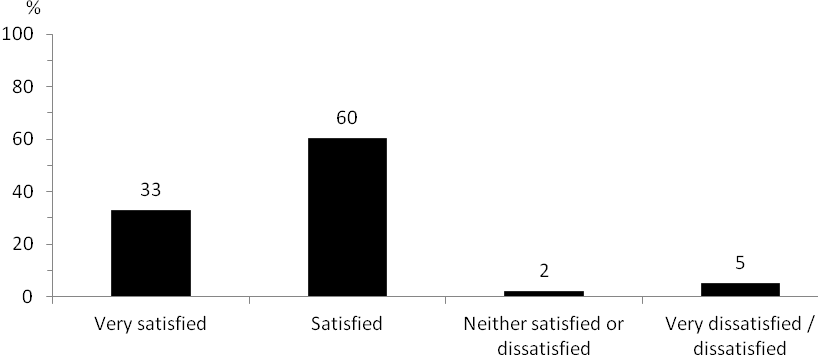 %
100
80
60
40
20
0
33
60
2
5
Very satisfied
Satisfied
Neither satisfied or
dissatisfied
Very dissatisfied /
dissatisfied